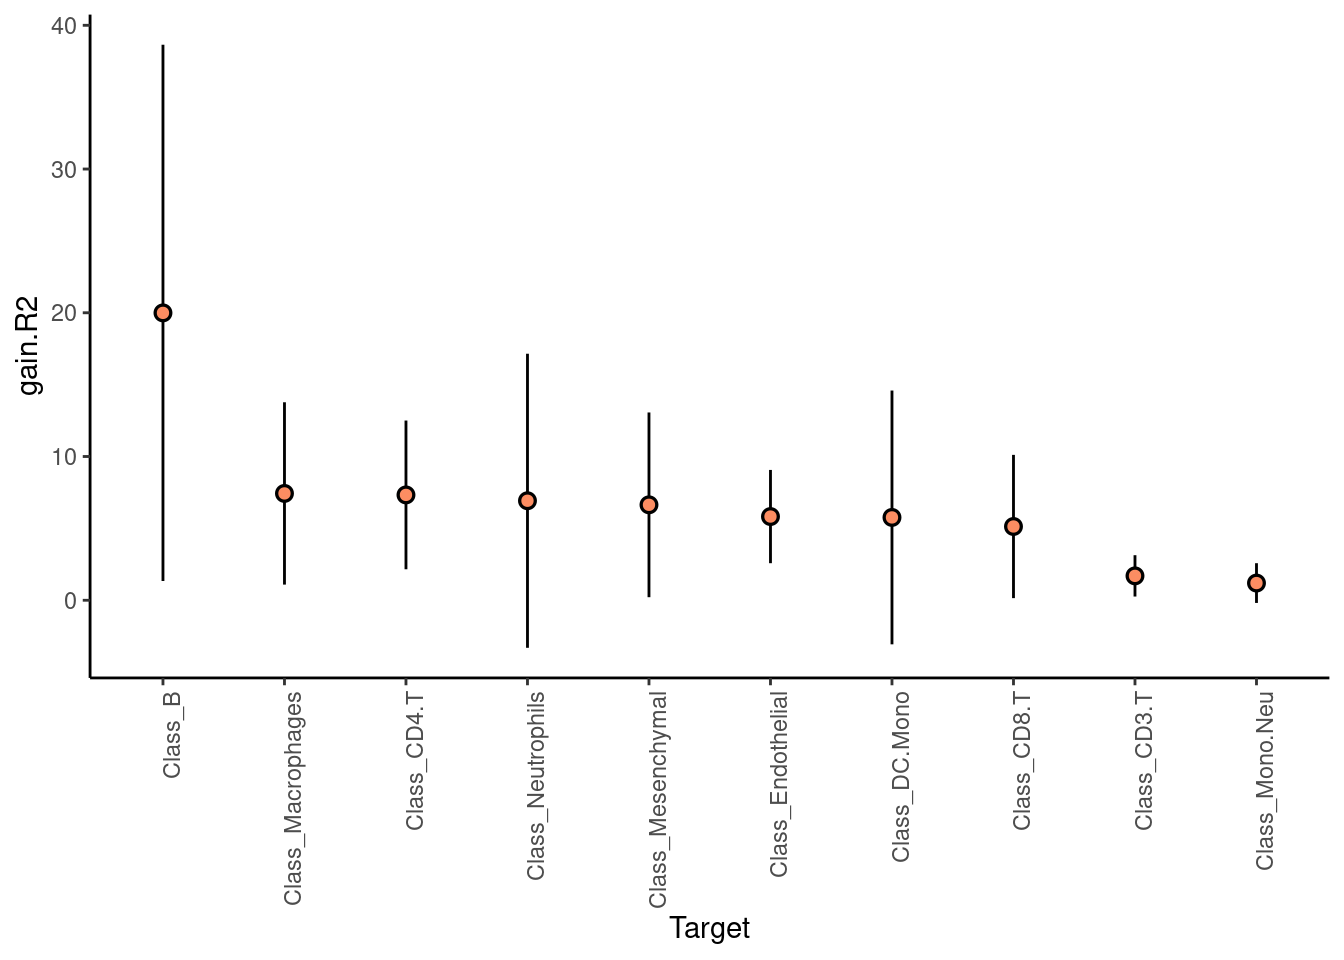 40
30
20
10
0
gain.R2
Class_B
Class_Macrophages
Class_CD4.T
Class_Neutrophils
Class_Mesenchymal
Class_Endothelial
Class_DC.Mono
Class_CD8.T
Class_CD3.T
Class_Mono.Neu
Target